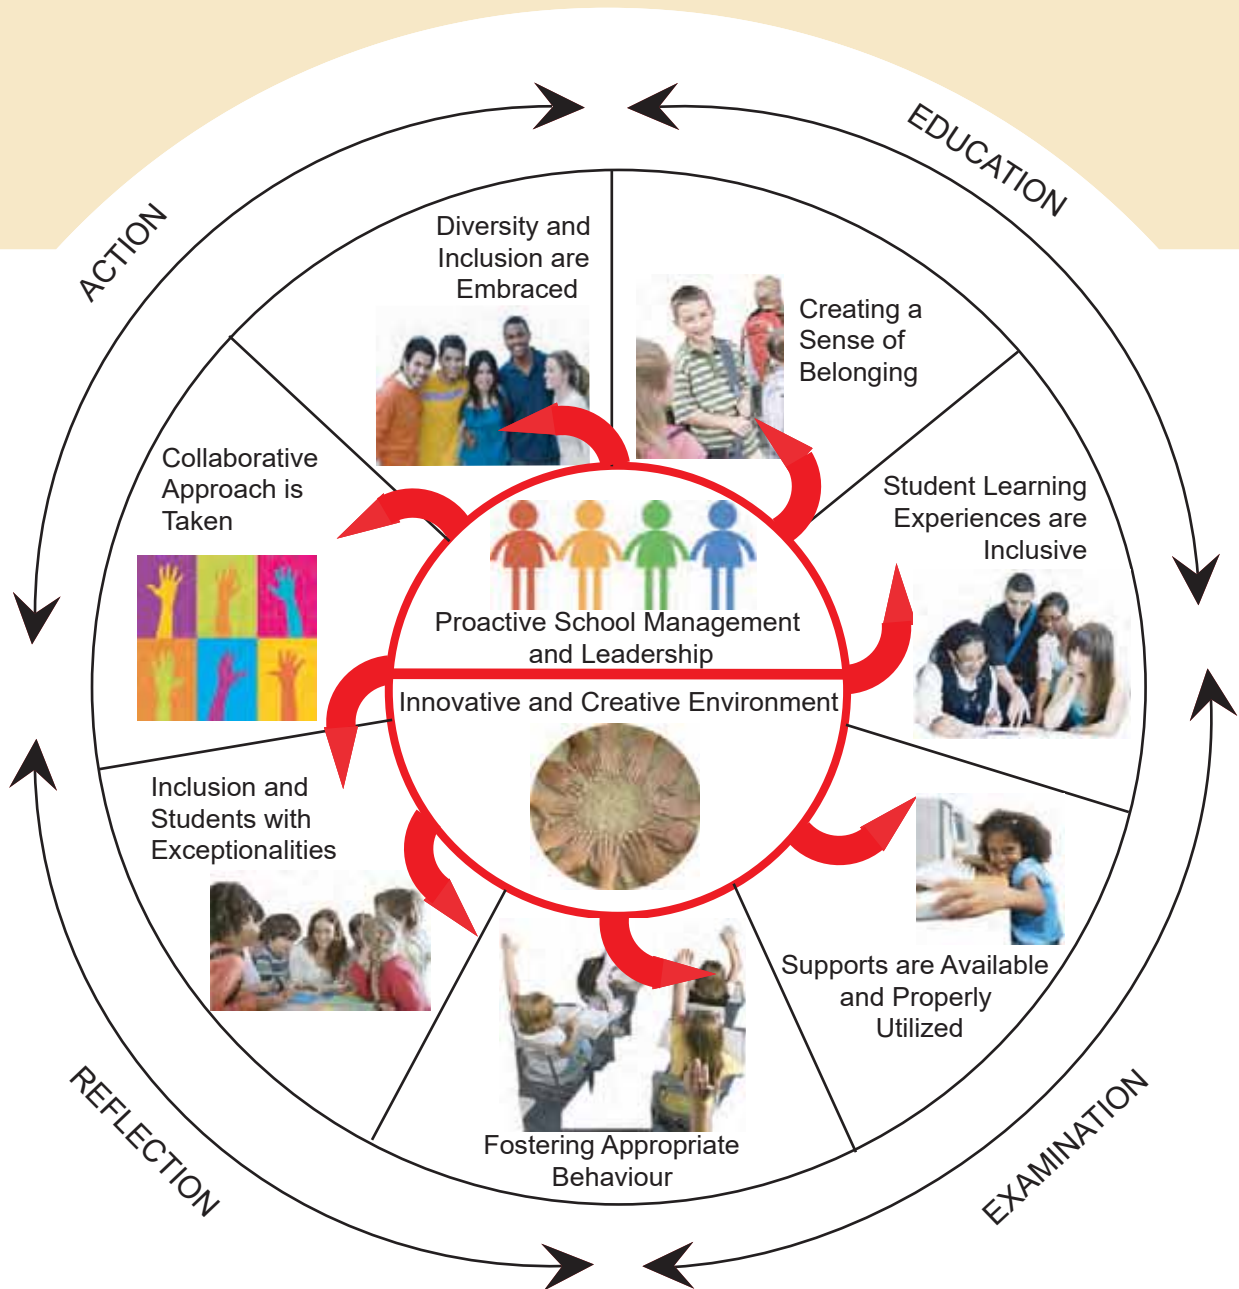 EDUCATION
ACTION
Diversity and
Inclusion are
Embraced
Creating a
Sense of
Belonging
Collaborative
Approach is
Taken
Student Learning
Experiences are
Inclusive
Proactive School Management
and Leadership
Innovative and Creative Environment
Inclusion and
Students with
Exceptionalities
Supports are Available
and Properly
Utilized
Fostering Appropriate
Behaviour
REFLECTION
EXAMINATION